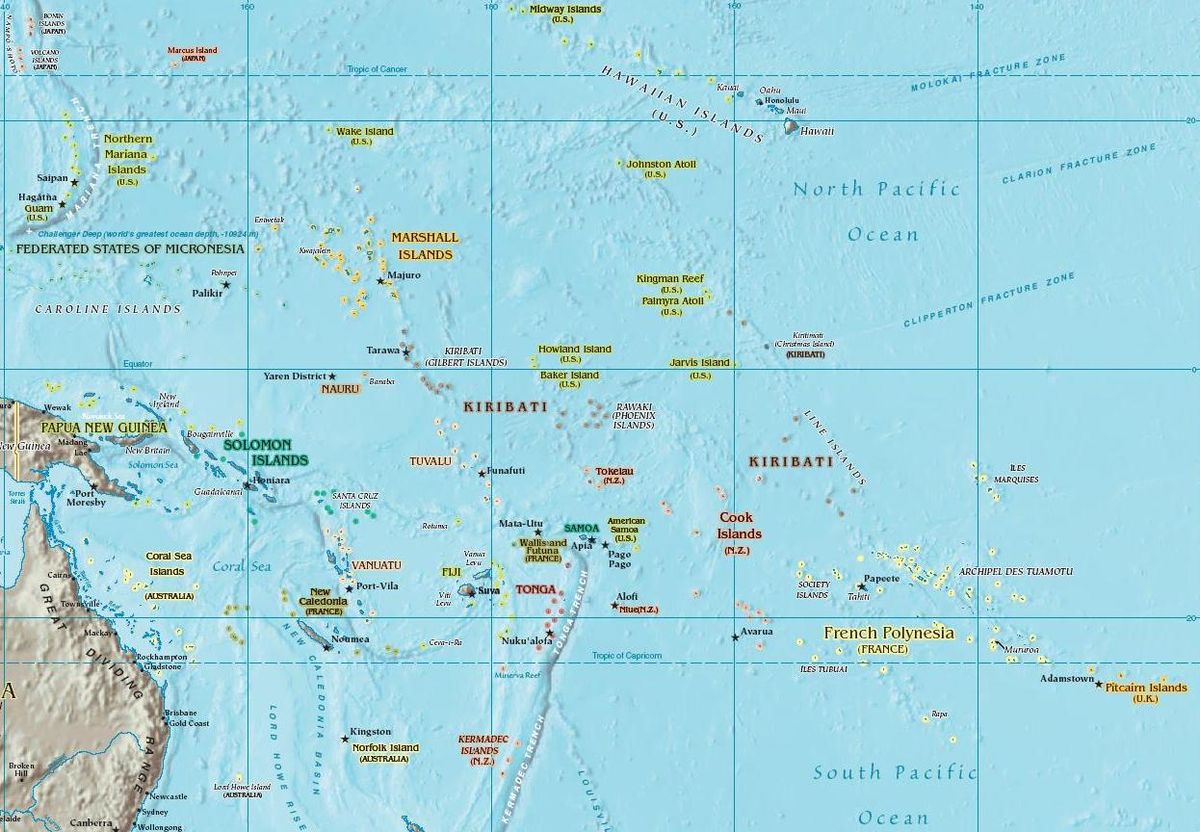 40
160
180
160
140
BONIN
ISLANDS
(JAPAN)
NAMPO-SHOTO
VOLCANO
ISLANDS
(JAPAN)
Marcus Island
(JAPAN)
Midway Islands
(U.S.)
Tropic of Cancer
HAWAIIAN ISLANDS
(U.S.)
Kauai
Oahu
Honolulu
Maui
Hawaii
MOLOKAI FRACTURE ZONE
20
Northern
Mariana
Islands
(U.S.)
MARIANA TRENCH
Saipan
Hagåtña
Guam
(U.S.)
Wake Island
(U.S.)
Johnston Atoll
(U.S.)
CLARION FRACTURE ZONE
North Pacific
Ocean
Challenger Deep (world's greatest ocean depth, -10924 m)
FEDERATED STATES OF MICRONESIA
Eniwetak
Kwajalein
MARSHALL
ISLANDS
Majuro
Pohnpei
Palikir
CAROLINE ISLANDS
Kingman Reef
(U.S.)
Palmyra Atoll
(U.S.)
CLIPPERTON FRACTURE ZONE
Kiritimati
(Christmas Island)
(KIRIBATI)
Tarawa
KIRIBATI
(GILBERT ISLANDS)
Howland Island
(U.S.)
Baker Island
(U.S.)
Jarvis Island
(U.S.)
Equator
0
Yaren District
NAURU
Banaba
KIRIBATI
RAWAKI
(PHOENIX
ISLANDS)
LINE ISLANDS
KIRIBATI
Wewak
New
Ireland
Bismarck Sea
PAPUA NEW GUINEA
New Guinea
Madang
Lae
New Britain
Bougainville
Solomon Sea
SOLOMON
ISLANDS
Honiara
Guadalcanal
Port
Moresby
Torres
Strait
TUVALU
Funafuti
Tokelau
(N.Z.)
SANTA CRUZ
ISLANDS
Rotuma
Mata-Utu
Wallis and
Futuna
(FRANCE)
SAMOA
Apia
American
Samoa
(U.S.)
Pago
Pago
Cook
Islands
(N.Z.)
ÎLES
MARQUISES
Coral Sea
Islands
(AUSTRALIA)
Coral Sea
VANUATU
Port-Vila
Vanua
Levu
FIJI
Viti
Levu
Suva
TONGA
Nuku'alofa
Alofi
Niue(N.Z.)
TONGA TRENCH
SOCIETY
ISLANDS
Papeete
Tahiti
ARCHIPEL DES TUAMOTU
Cairns
Townsville
Mackay
GREAT DIVIDING RANGE
New
Caledonia
(FRANCE)
Noumea
Ceva-i-Ra
Avarua
French Polynesia
(FRANCE)
Mururoa
20
Rockhampton
Gladstone
NEW CALEDONIA BASIN
Minerva Reef
Tropic of Capricorn
ÎLES TUBUAI
Adamstown
Pitcairn Islands
(U.K.)
A
Brisbane
Gold Coast
LORD HOWE RISE
Kingston
Norfolk Island
(AUSTRALIA)
KERMADEC
ISLANDS
(N.Z.)
KERMADEC TRENCH
Rapa
Broken
Hill
Lord Howe Island
(AUSTRALIA)
LOUISVIL
South Pacific
Ocean
Newcastle
Sydney
Canberra
Wollongong
elaide